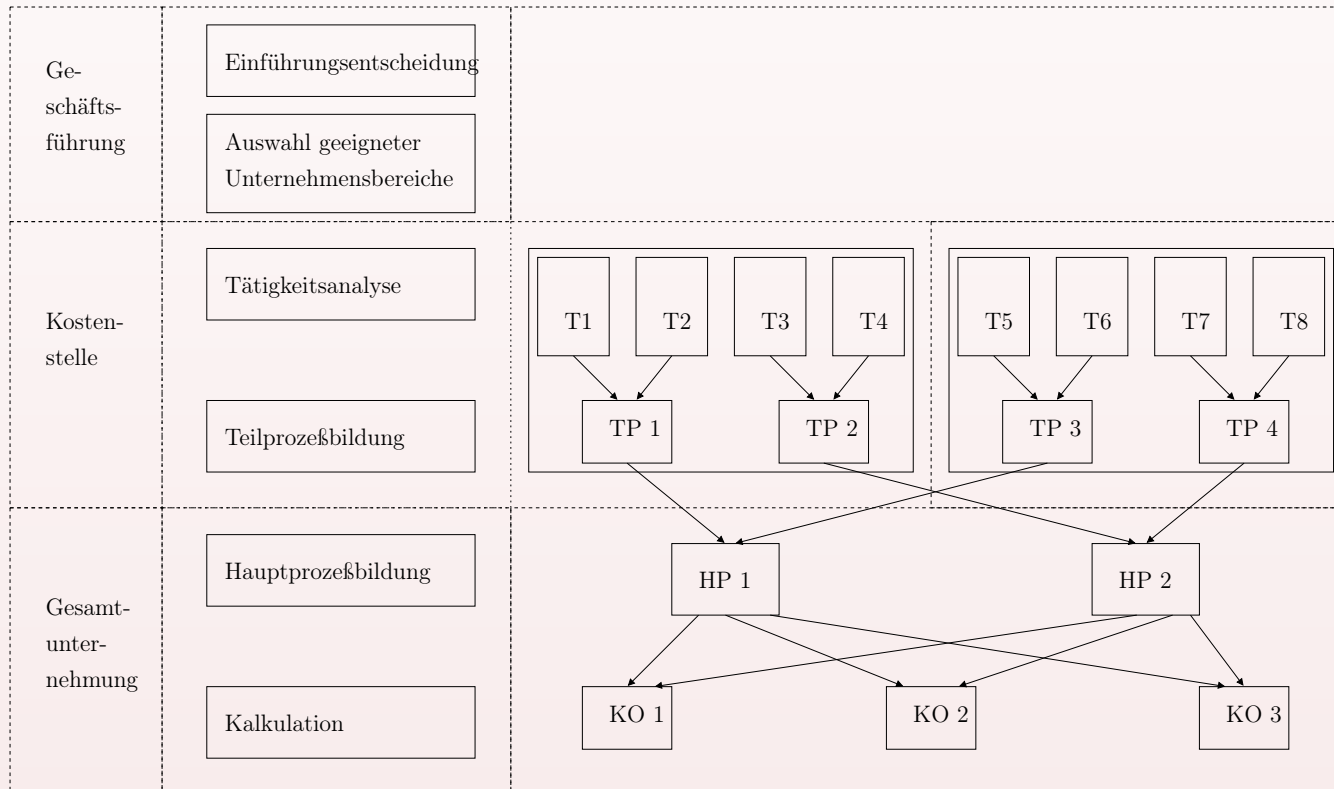 Ge-
schäfts-
führung
Einführungsentscheidung
Auswahl geeigneter
Unternehmensbereiche
Kosten-
stelle
Tätigkeitsanalyse
T1 T2 T3 T4 T5 T6 T7 T8
Teilprozeßbildung
TP 1 TP 2 TP 3 TP 4
Gesamt-
unter-
nehmung
Hauptprozeßbildung
HP 1 HP 2
Kalkulation
KO 1 KO 2 KO 3